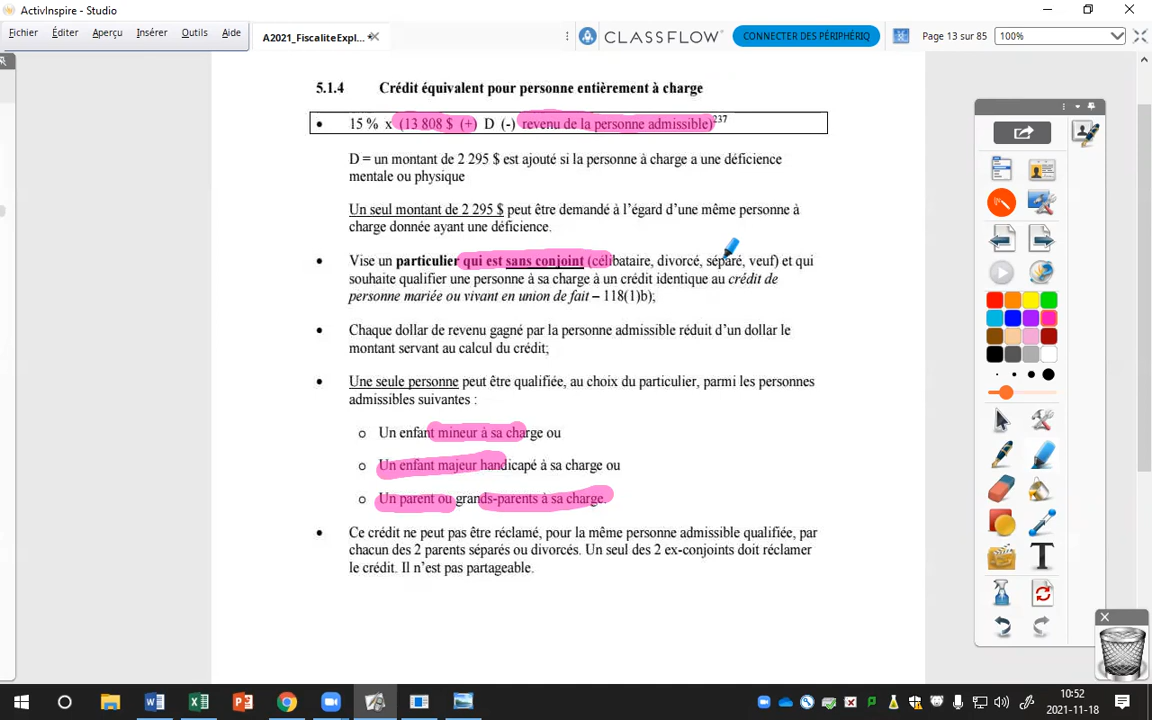 ActivInspire - Studio
Fichier Éditer Aperçu Insérer Outils Aide
A2021_FiscaliteExpl...
CLASSFLOW
CONNECTER DES PÉRIPHÉRIQ
Page 13 sur 85
100%
5.1.4 Crédit équivalent pour personne entièrement à charge
• 15 % x (13 808 $ (+) D (-) revenu de la personne admissible)237
D = un montant de 2 295 $ est ajouté si la personne à charge a une déficience
mentale ou physique
Un seul montant de 2 295 $ peut être demandé à l'égard d'une même personne à
charge donnée ayant une déficience.
• Vise un particulier qui est sans conjoint (célibataire, divorcé, séparé, veuf) et qui
souhaite qualifier une personne à sa charge à un crédit identique au crédit de
personne mariée ou vivant en union de fait – 118(1)b);
• Chaque dollar de revenu gagné par la personne admissible réduit d'un dollar le
montant servant au calcul du crédit;
• Une seule personne peut être qualifiée, au choix du particulier, parmi les personnes
admissibles suivantes :
o Un enfant mineur à sa charge ou
o Un enfant majeur handicapé à sa charge ou
o Un parent ou grands-parents à sa charge.
• Ce crédit ne peut pas être réclamé, pour la même personne admissible qualifiée, par
chacun des 2 parents séparés ou divorcés. Un seul des 2 ex-conjoints doit réclamer
le crédit. Il n'est pas partageable.
10:52
2021-11-18